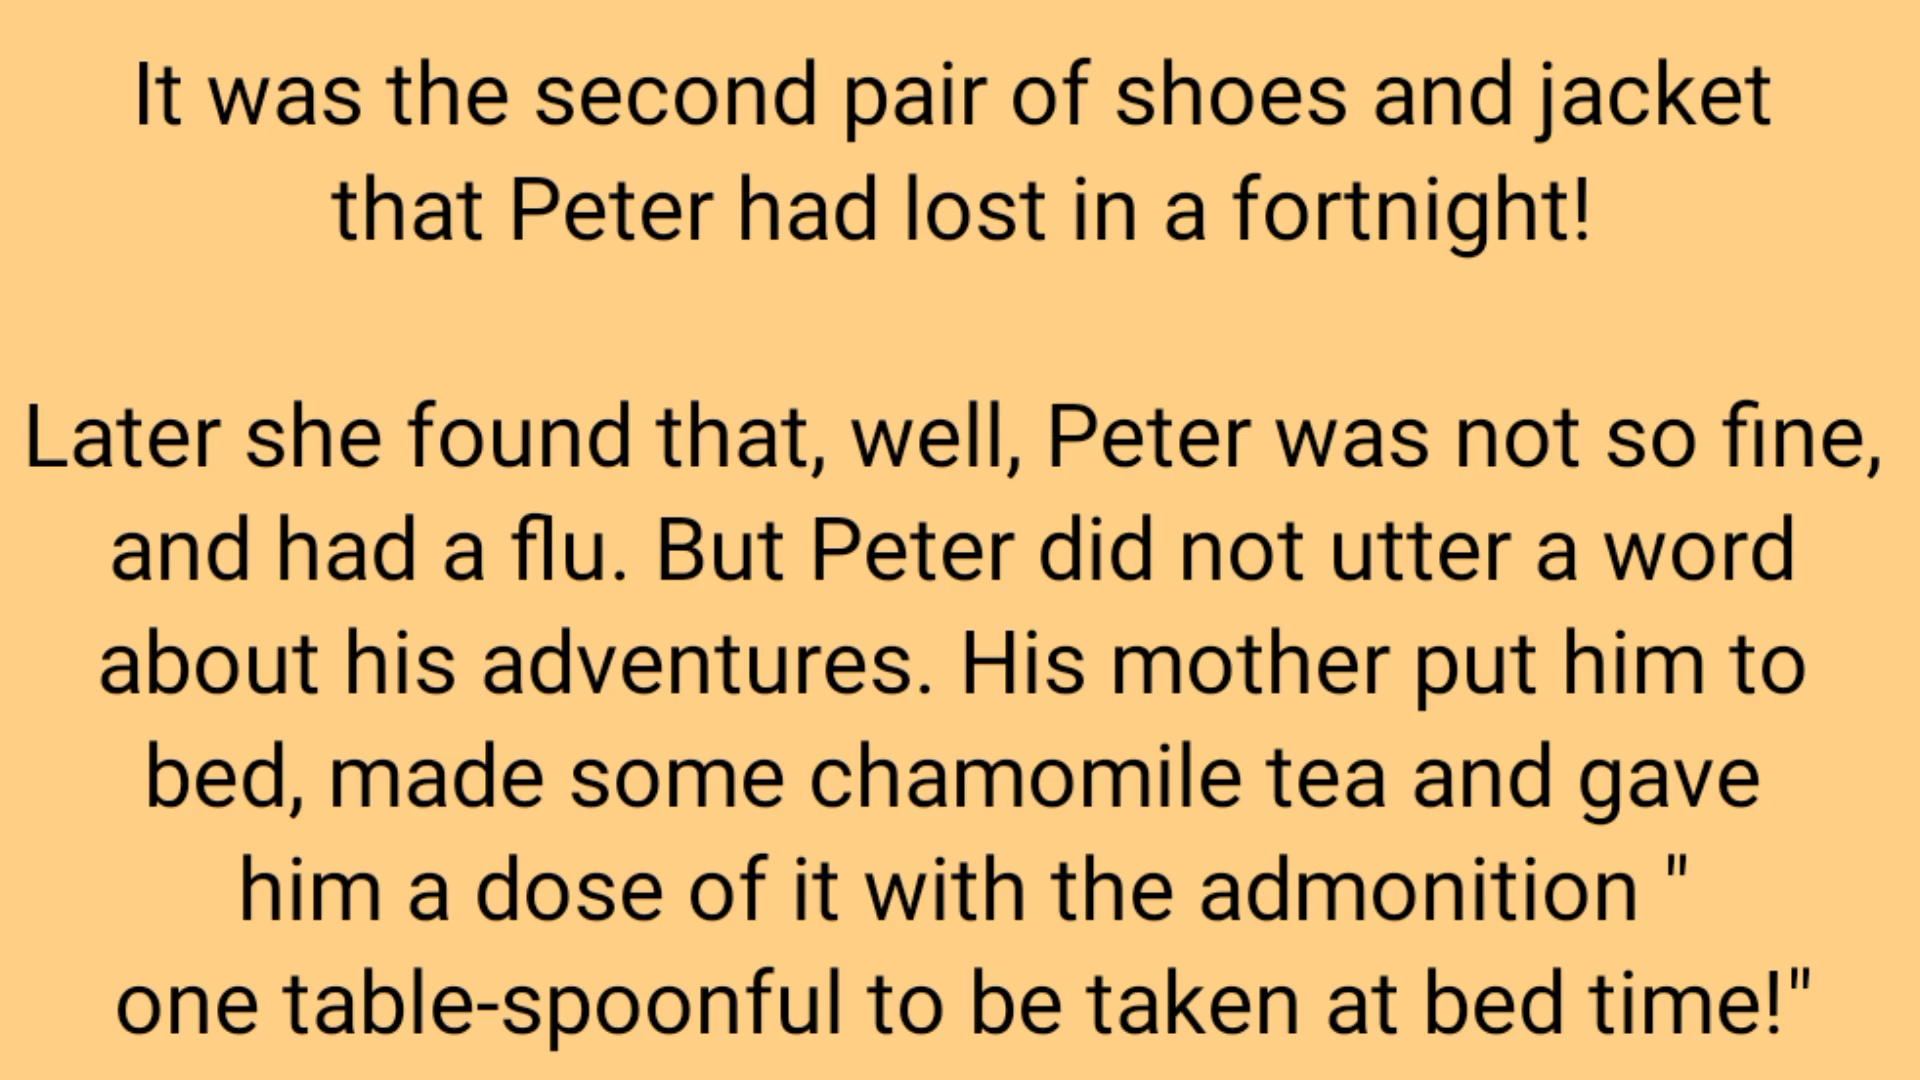 It was the second pair of shoes and jacket
that Peter had lost in a fortnight!
Later she found that, well, Peter was not so fine,
and had a flu. But Peter did not utter a word
about his adventures. His mother put him to
bed, made some chamomile tea and gave
him a dose of it with the admonition "
one table-spoonful to be taken at bed time!"